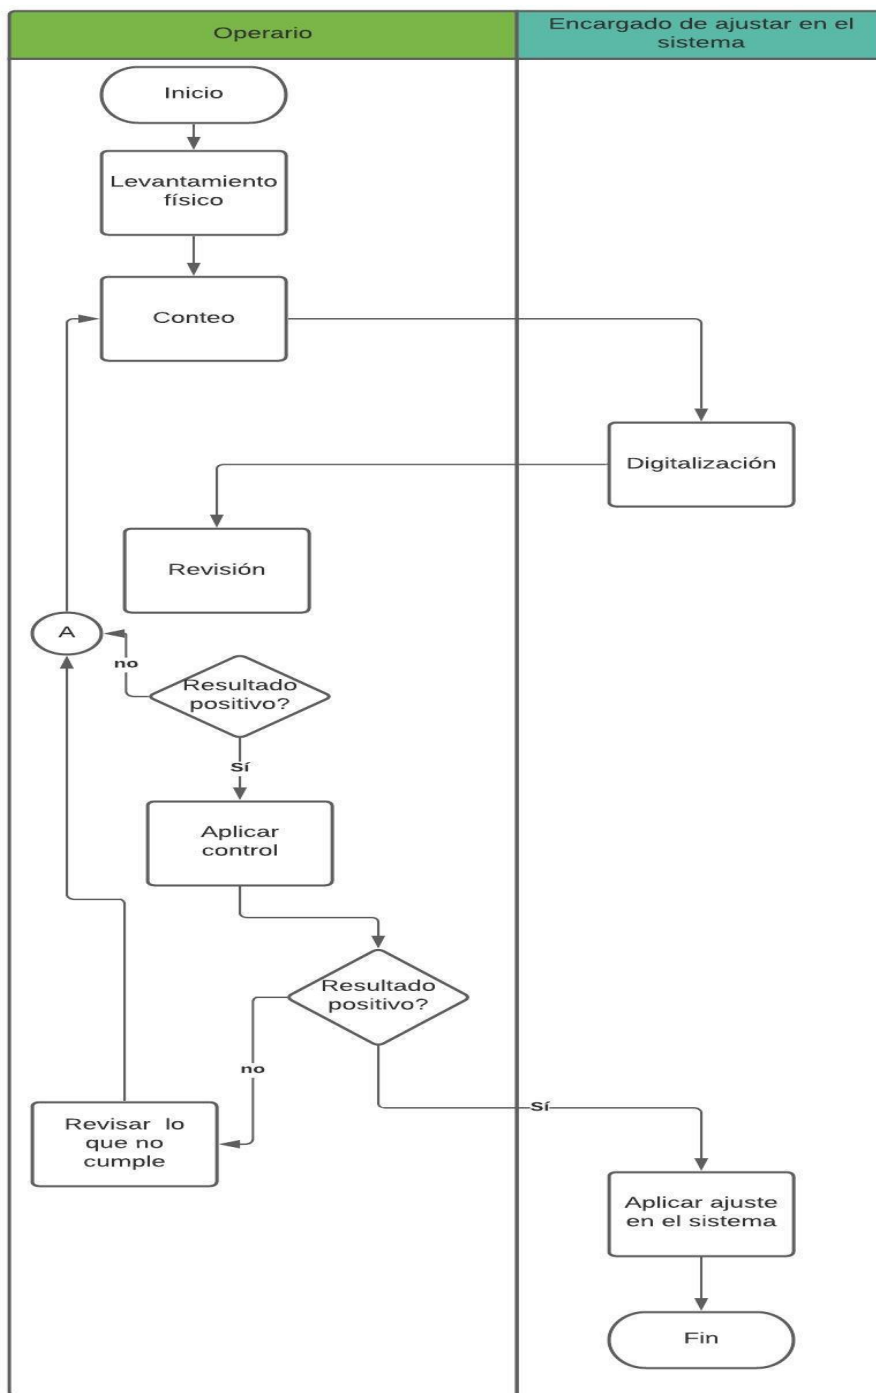 Operario
Encargado de ajustar en el
sistema
Inicio
Levantamiento
físico
Conteo
Digitalización
Revisión
A
no
Resultado
positivo?
Sí
Aplicar
control
Resultado
positivo?
no
Sí
Revisar lo
que no
cumple
Aplicar ajuste
en el sistema
Fin